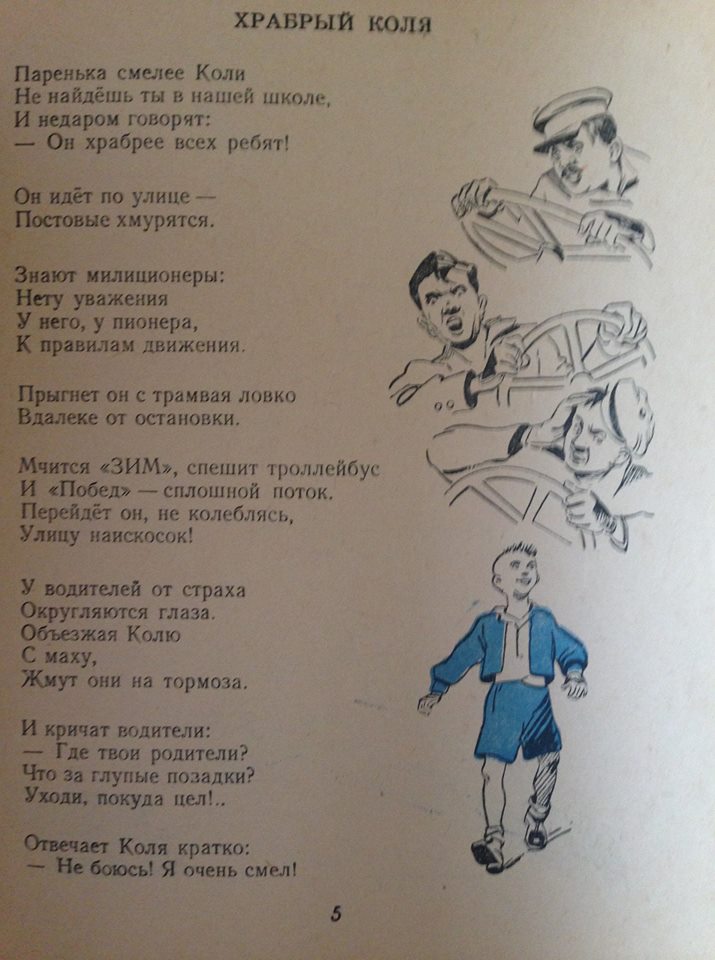 ХРАБРЫЙ КОЛЯ
Паренька смелее Коли
Не найдёшь ты в нашей школе,
И недаром говорят:
— Он храбрее всех ребят!
Он идёт по улице —
Постовые хмурятся.
Знают милиционеры:
Нету уважения
У него, у пионера,
К правилам движения.
Прыгнет он с трамвая ловко
Вдалеке от остановки.
Мчится «ЗИМ», спешит троллейбус
И «Побед» — сплошной поток.
Перейдёт он, не колеблясь,
Улицу наискосок!
У водителей от страха
Округляются глаза.
Объезжая Колю
С маху,
Жмут они на тормоза.
И кричат водители:
— Где твои родители?
Что за глупые позадки?
Уходи, покуда цел!..
Отвечает Коля кратко:
— Не боюсь! Я очень смел!
5